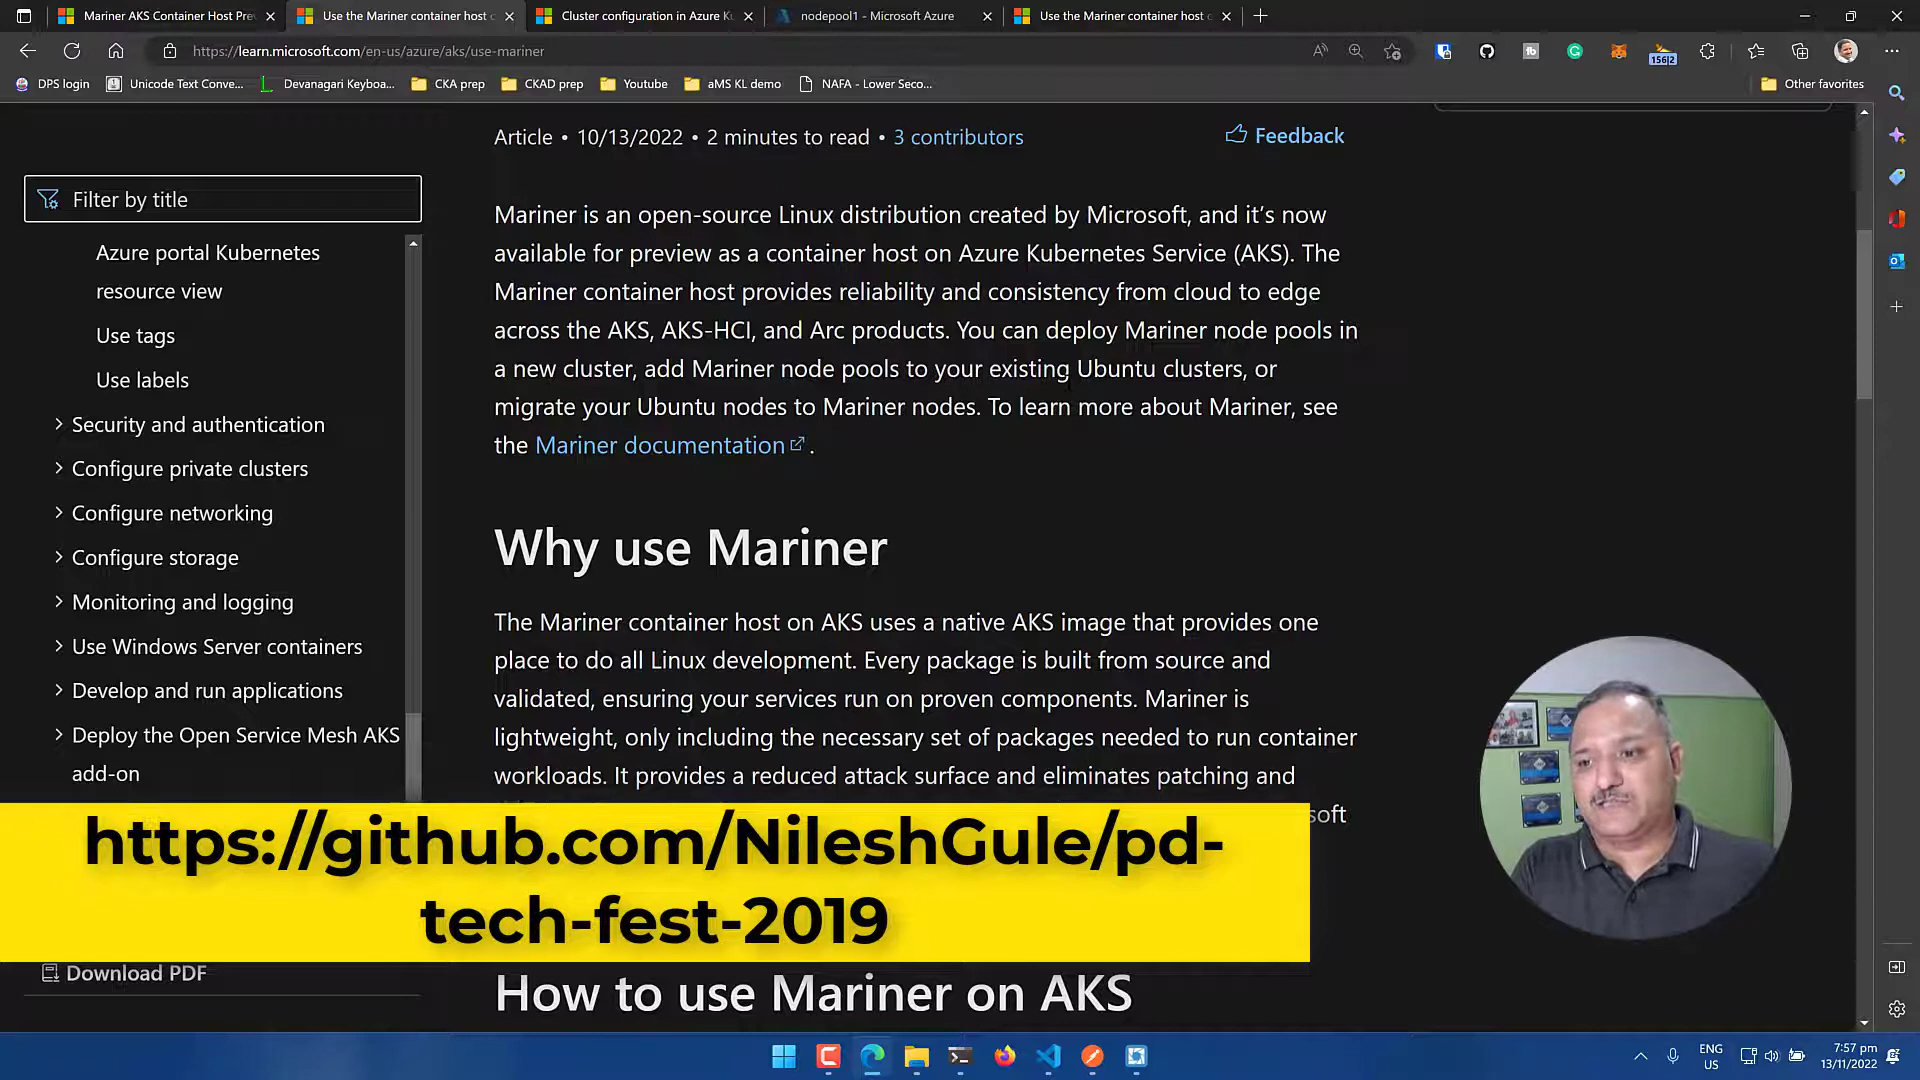 Mariner AKS Container Host Prev
Use the Mariner container host o
Cluster configuration in Azure Ku
nodepool1 - Microsoft Azure
Use the Mariner container host o
https://learn.microsoft.com/en-us/azure/aks/use-mariner
156|2
DPS login
Unicode Text Conve...
Devanagari Keyboa...
CKA prep
CKAD prep
Youtube
aMS KL demo
NAFA - Lower Seco...
Other favorites
Article • 10/13/2022 • 2 minutes to read • 3 contributors
Feedback
Filter by title
Azure portal Kubernetes
resource view
Use tags
Use labels
Security and authentication
Configure private clusters
Configure networking
Configure storage
Monitoring and logging
Use Windows Server containers
Develop and run applications
Deploy the Open Service Mesh AKS
add-on
Download PDF
Mariner is an open-source Linux distribution created by Microsoft, and it's now
available for preview as a container host on Azure Kubernetes Service (AKS). The
Mariner container host provides reliability and consistency from cloud to edge
across the AKS, AKS-HCI, and Arc products. You can deploy Mariner node pools in
a new cluster, add Mariner node pools to your existing Ubuntu clusters, or
migrate your Ubuntu nodes to Mariner nodes. To learn more about Mariner, see
the Mariner documentation.
Why use Mariner
The Mariner container host on AKS uses a native AKS image that provides one
place to do all Linux development. Every package is built from source and
validated, ensuring your services run on proven components. Mariner is
lightweight, only including the necessary set of packages needed to run container
workloads. It provides a reduced attack surface and eliminates patching and
soft
https://github.com/NileshGule/pd-
tech-fest-2019
How to use Mariner on AKS
ENG
US
7:57 pm
13/11/2022